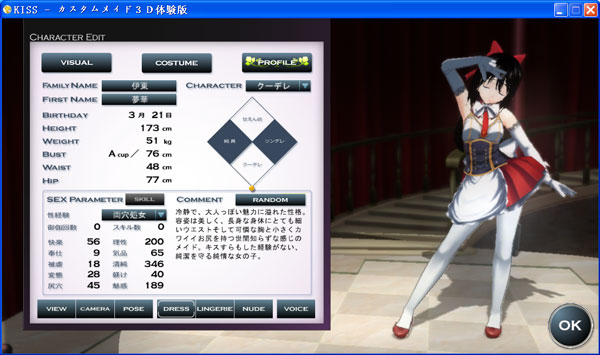 KISS − カスタムメイド3D体験版
CHARACTER EDIT
VISUAL COSTUME PROFILE
FAMILY NAME 伊東 CHARACTER クーデレ
FIRST NAME 夢華
BIRTHDAY 3月 21日
HEIGHT 173 cm
WEIGHT 51 kg
BUST A cup / 76 cm
WAIST 48 cm
HIP 77 cm
純真 ツンデレ
クーデレ
SEX PARAMETER SKILL COMMENT RANDOM
性経験 両穴処女
御伽回数 0 スキル数 0
快楽 56 理性 200
奉仕 9 気品 65
被虐 18 清純 346
変態 28 躾け 40
尻穴 45 魅惑 189
冷静で、大人っぽい魅力に溢れた性格。
容姿は美しく、長身な身体にとても細
いウエストそして可憐な胸と小さくカ
ワイイお尻を持つ世間知らずな感じの
メイド。キスすらもした経験がない、
純潔を守る純情な女の子。
VIEW CAMERA POSE DRESS LINGERIE NUDE VOICE
OK